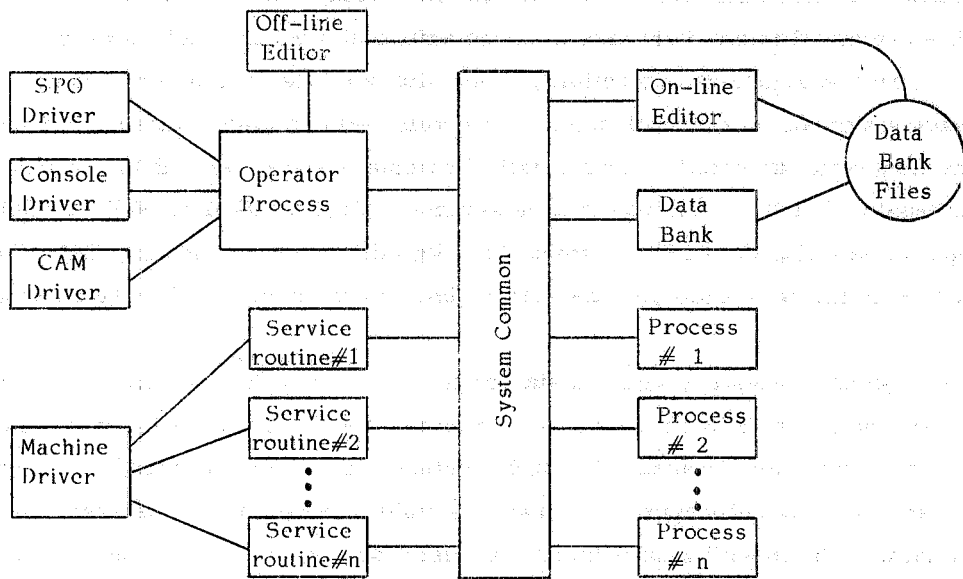 Off-line
Editor
SPO
Driver
Console
Driver
CAM
Driver
Operator
Process
System Common
On-line
Editor
Data
Bank
Data
Bank
Files
Machine
Driver
Service
routine#1
Service
routine#2
Service
routine#n
Process
# 1
Process
# 2
Process
# n